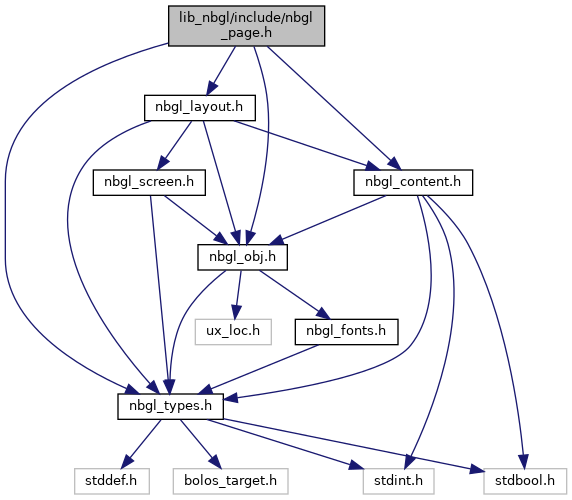 lib_nbgl/include/nbgl
_page.h
nbgl_layout.h
nbgl_screen.h
nbgl_content.h
nbgl_obj.h
ux_loc.h
nbgl_fonts.h
nbgl_types.h
stddef.h
bolos_target.h
stdint.h
stdbool.h